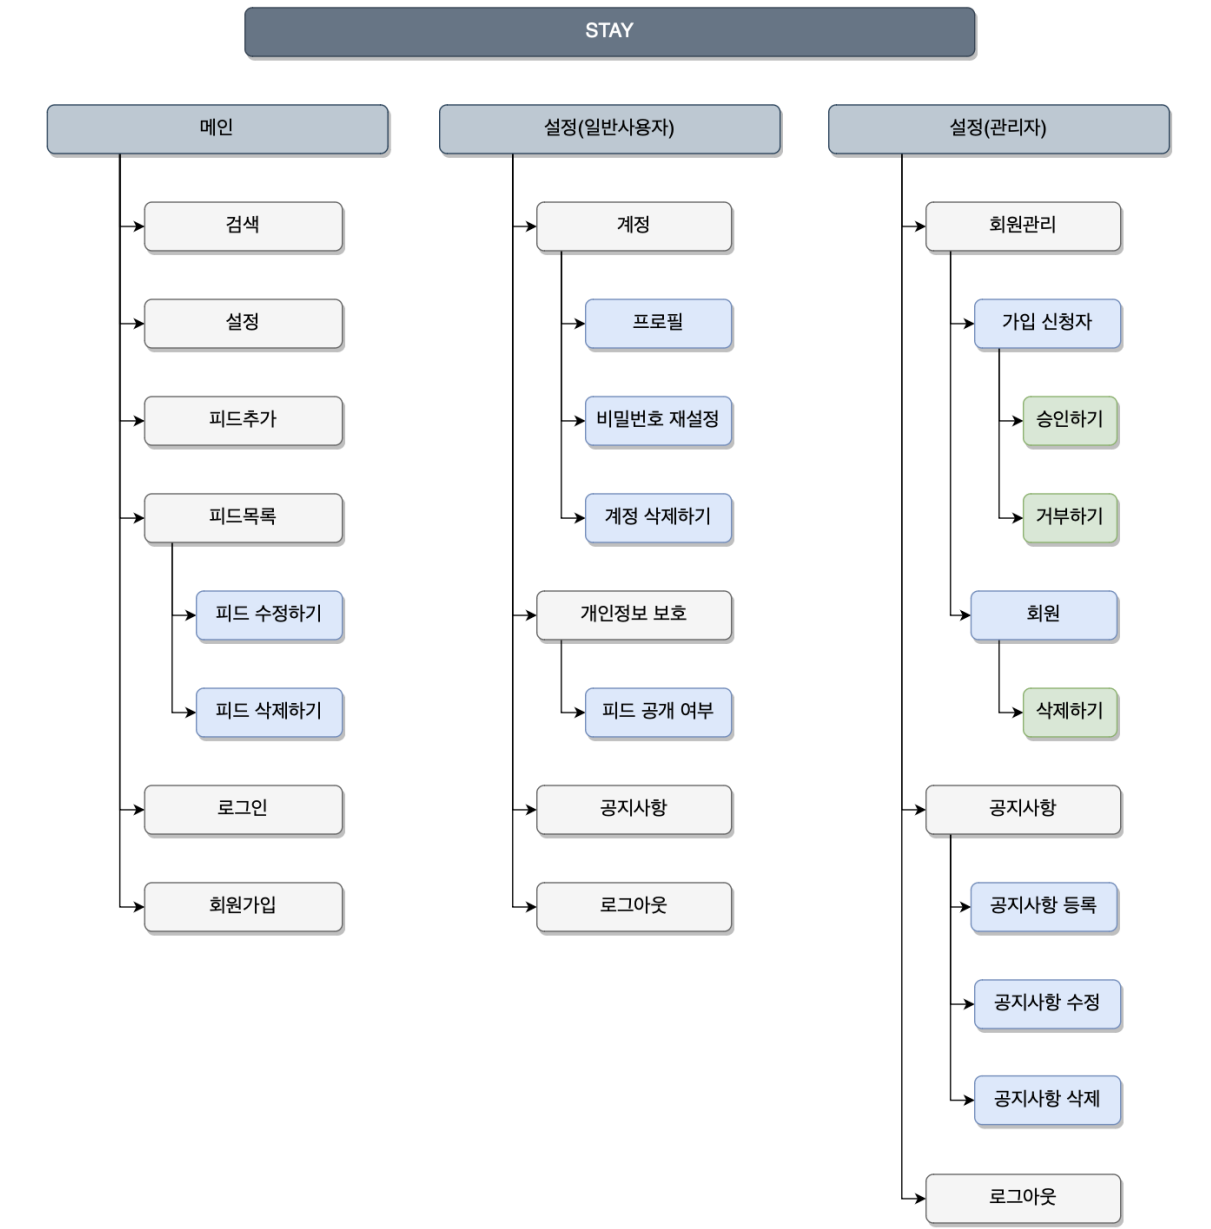 STAY
메인
검색
설정
피드추가
피드목록
피드 수정하기
피드 삭제하기
로그인
회원가입
설정(일반사용자)
계정
프로필
비밀번호 재설정
계정 삭제하기
개인정보 보호
피드 공개 여부
공지사항
로그아웃
설정(관리자)
회원관리
가입 신청자
승인하기
거부하기
회원
삭제하기
공지사항
공지사항 등록
공지사항 수정
공지사항 삭제
로그아웃